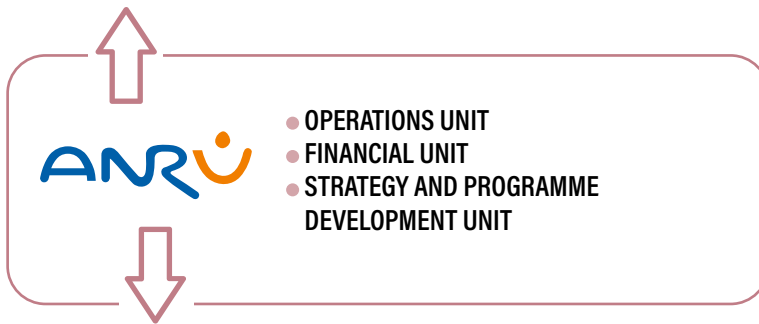 ANRU
● OPERATIONS UNIT
● FINANCIAL UNIT
● STRATEGY AND PROGRAMME
DEVELOPMENT UNIT